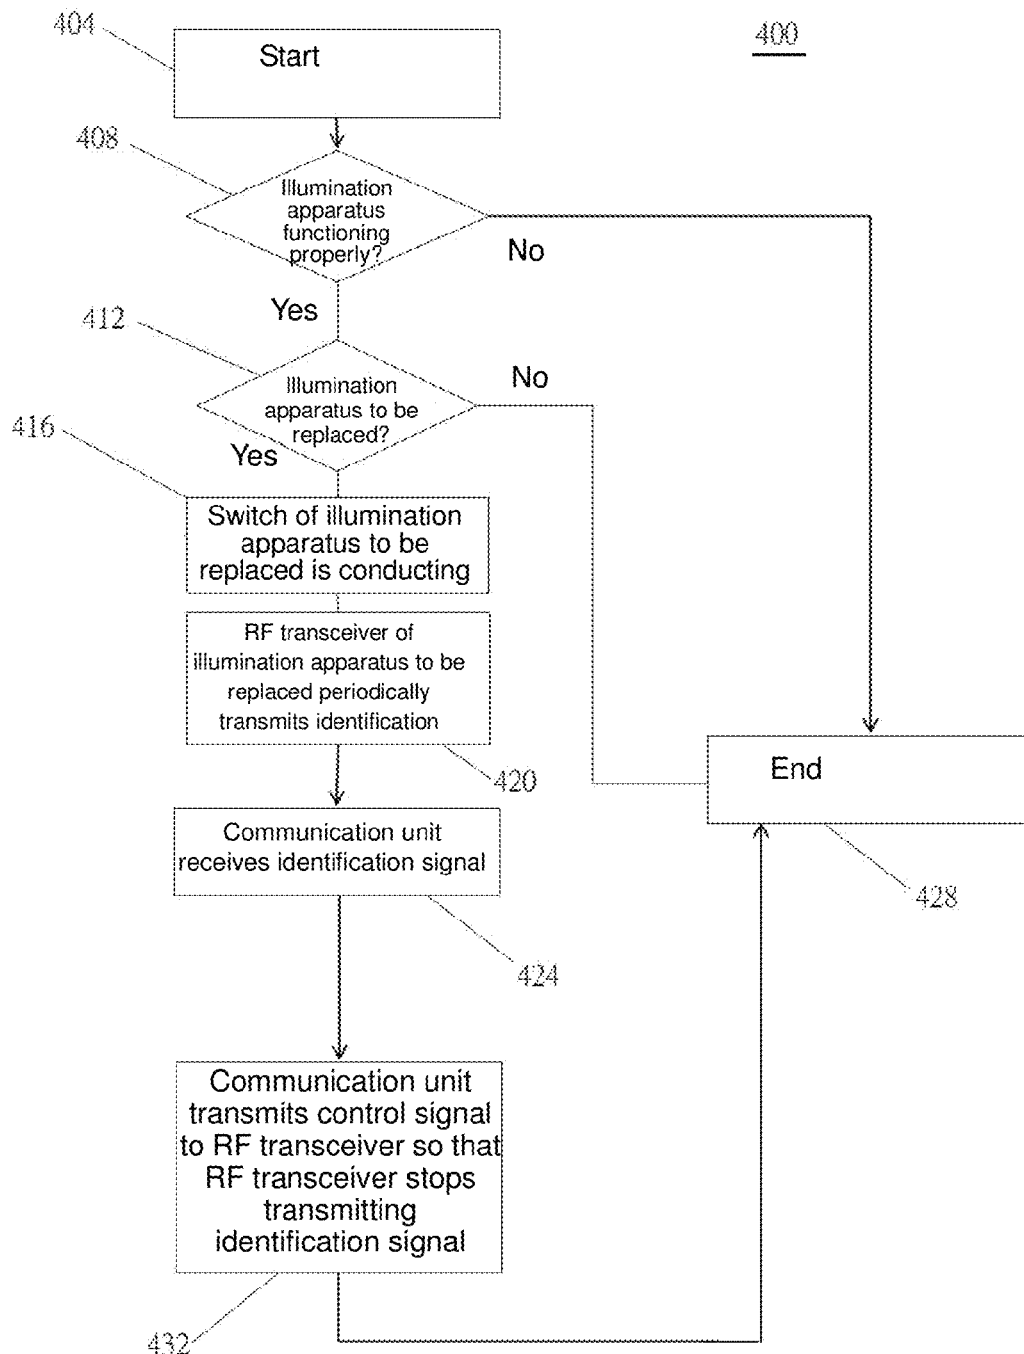 404
Start
400
408
Illumination
apparatus
functioning
properly?
No
Yes
412
Illumination
apparatus to be
replaced?
No
416
Yes
Switch of illumination
apparatus to be
replaced is conducting
RF transceiver of
illumination apparatus to be
replaced periodically
transmits identification
420
End
Communication unit
receives identification signal
428
424
Communication unit
transmits control signal
to RF transceiver so that
RF transceiver stops
transmitting
identification signal
432